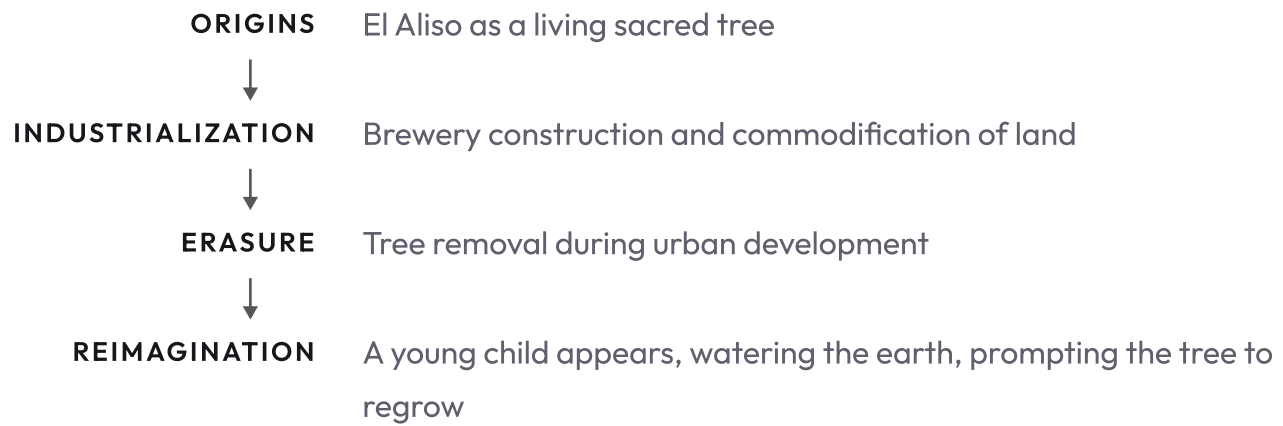 ORIGINS El Aliso as a living sacred tree
INDUSTRIALIZATION Brewery construction and commodification of land
ERASURE Tree removal during urban development
REIMAGINATION A young child appears, watering the earth, prompting the tree to
regrow